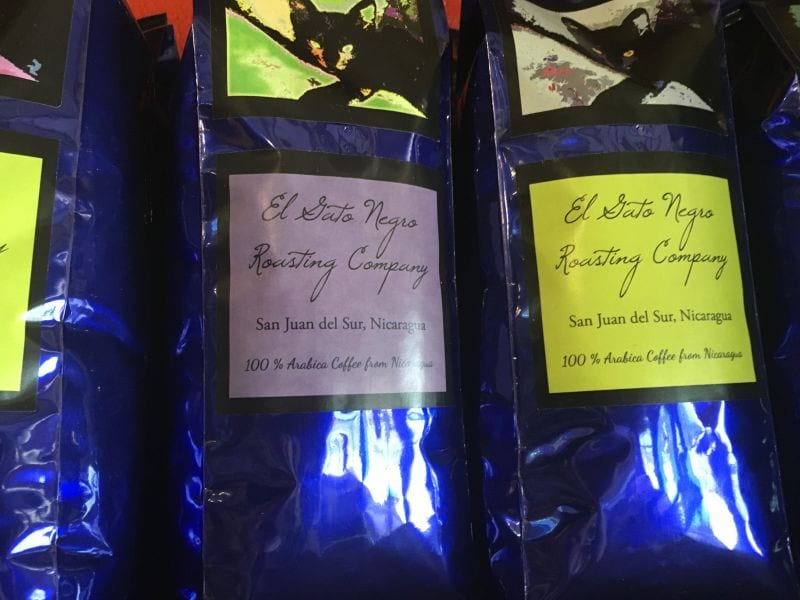 El Gato Negro
Roasting Company
San Juan del Sur, Nicaragua
100 % Arabica Coffee from Nicaragua
El Gato Negro
Roasting Company
San Juan del Sur, Nicaragua
100 % Arabica Coffee from Nicaragua